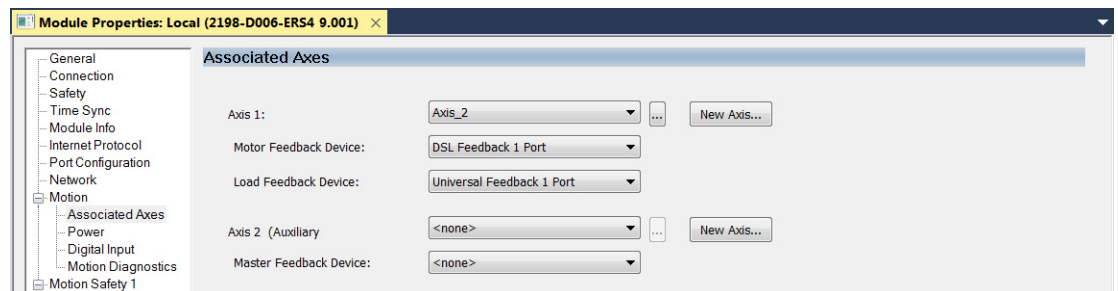 Module Properties: Local (2198-D006-ERS4 9.001) ×
General
Connection
Safety
Time Sync
Module Info
Internet Protocol
Port Configuration
Network
Motion
Associated Axes
Power
Digital Input
Motion Diagnostics
Motion Safety 1
Associated Axes
Axis 1: Axis_2 ... New Axis...
Motor Feedback Device: DSL Feedback 1 Port
Load Feedback Device: Universal Feedback 1 Port
Axis 2 (Auxiliary <none> ... New Axis...
Master Feedback Device: <none>